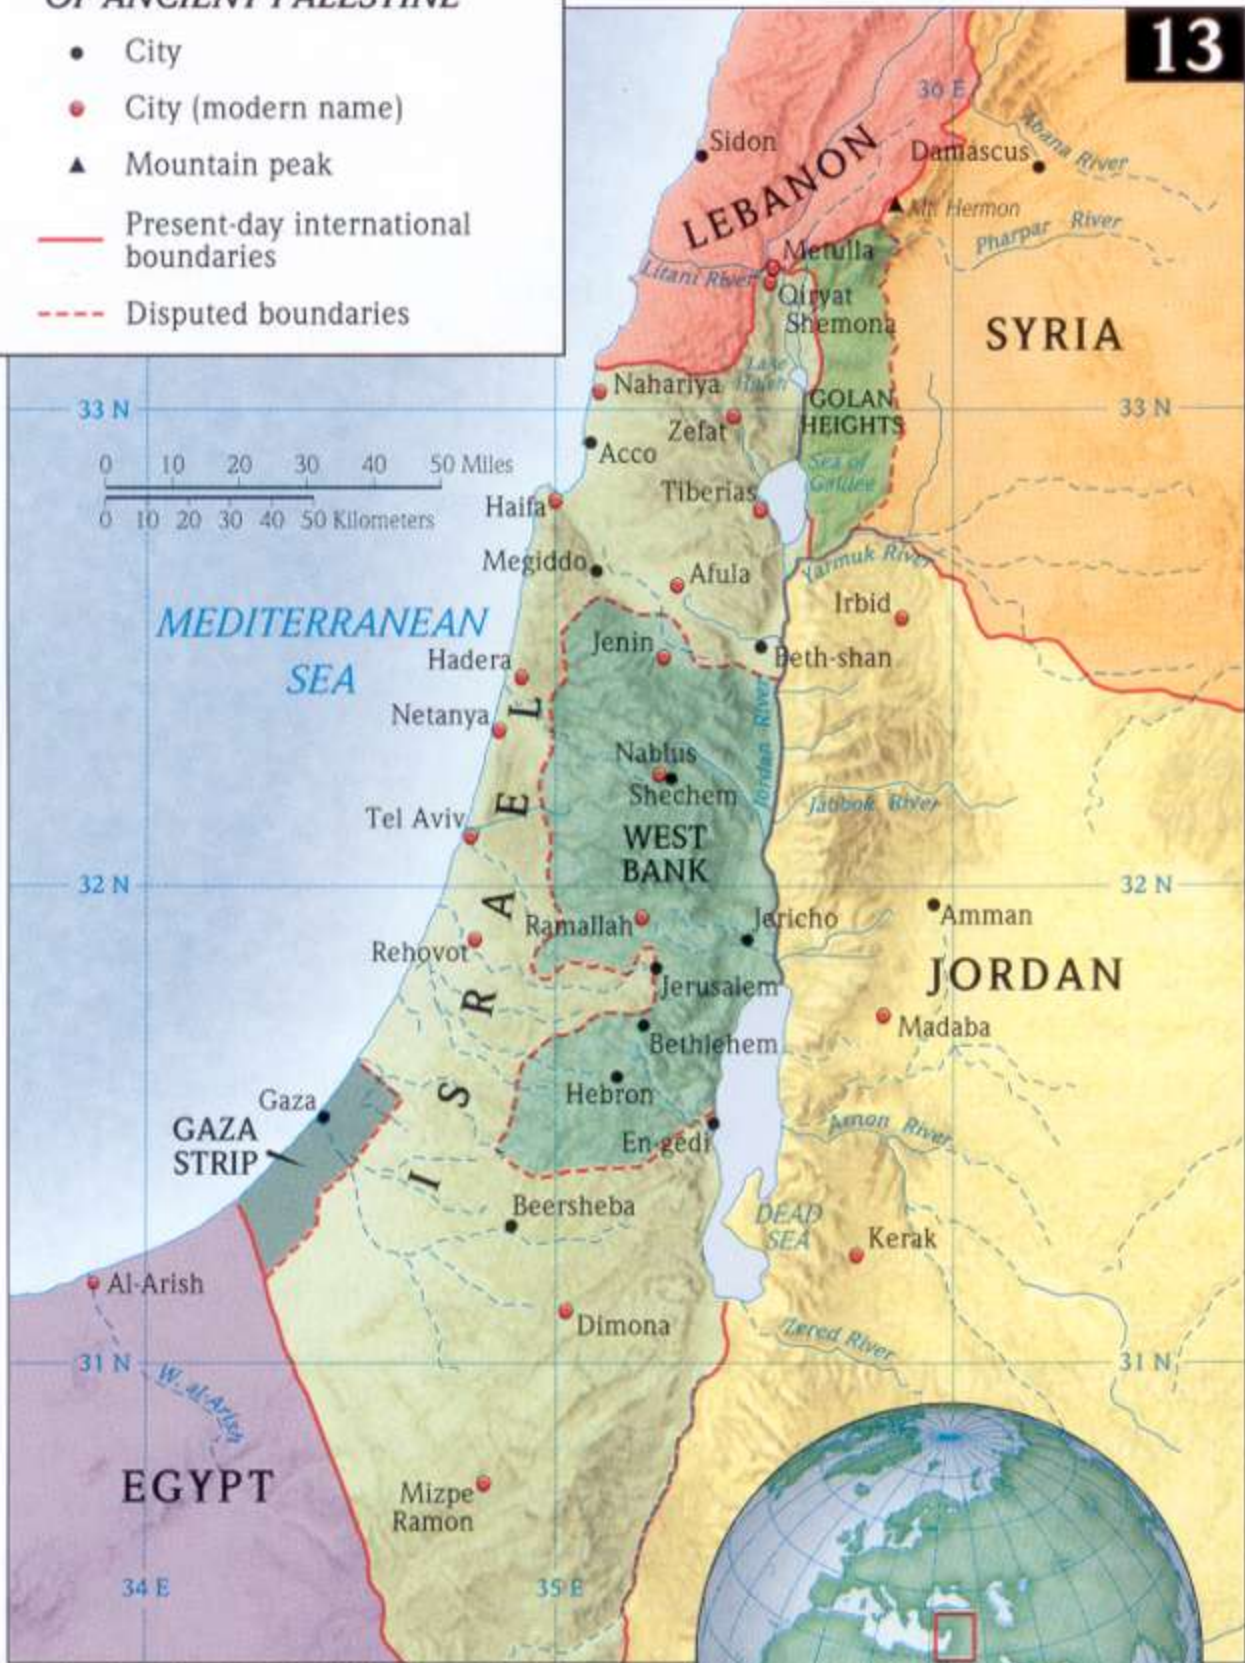 OF ANCIENT PALESTINE
City
City (modern name)
Mountain peak
Present-day international
boundaries
Disputed boundaries
13
30 E
Sidon
LEBANON
Damascus
Abana River
Mt. Hermon
Pharpar River
Metulla
Litani River
Qiryat
Shemona
SYRIA
Lake
Huleh
Nahariya
GOLAN
HEIGHTS
33 N
33 N
Zefat
Acco
Sea of
Galilee
0 10 20 30 40 50 Miles
0 10 20 30 40 50 Kilometers
Tiberias
Haifa
Megiddo
Afula
Yarmuk River
Irbid
MEDITERRANEAN
SEA
Jenin
Beth-shan
Hadera
Netanya
Jordan River
Nablus
Shechem
Jabbok River
Tel Aviv
WEST
BANK
32 N
32 N
ISRAEL
Ramallah
Jericho
Amman
Rehovot
JORDAN
Jerusalem
Madaba
Bethlehem
Gaza
Hebron
GAZA
STRIP
En-gedi
Arnon River
Beersheba
DEAD
SEA
Kerak
Al-Arish
Dimona
Zered River
31 N
31 N
W. al-Arish
EGYPT
Mizpe
Ramon
34 E
35 E